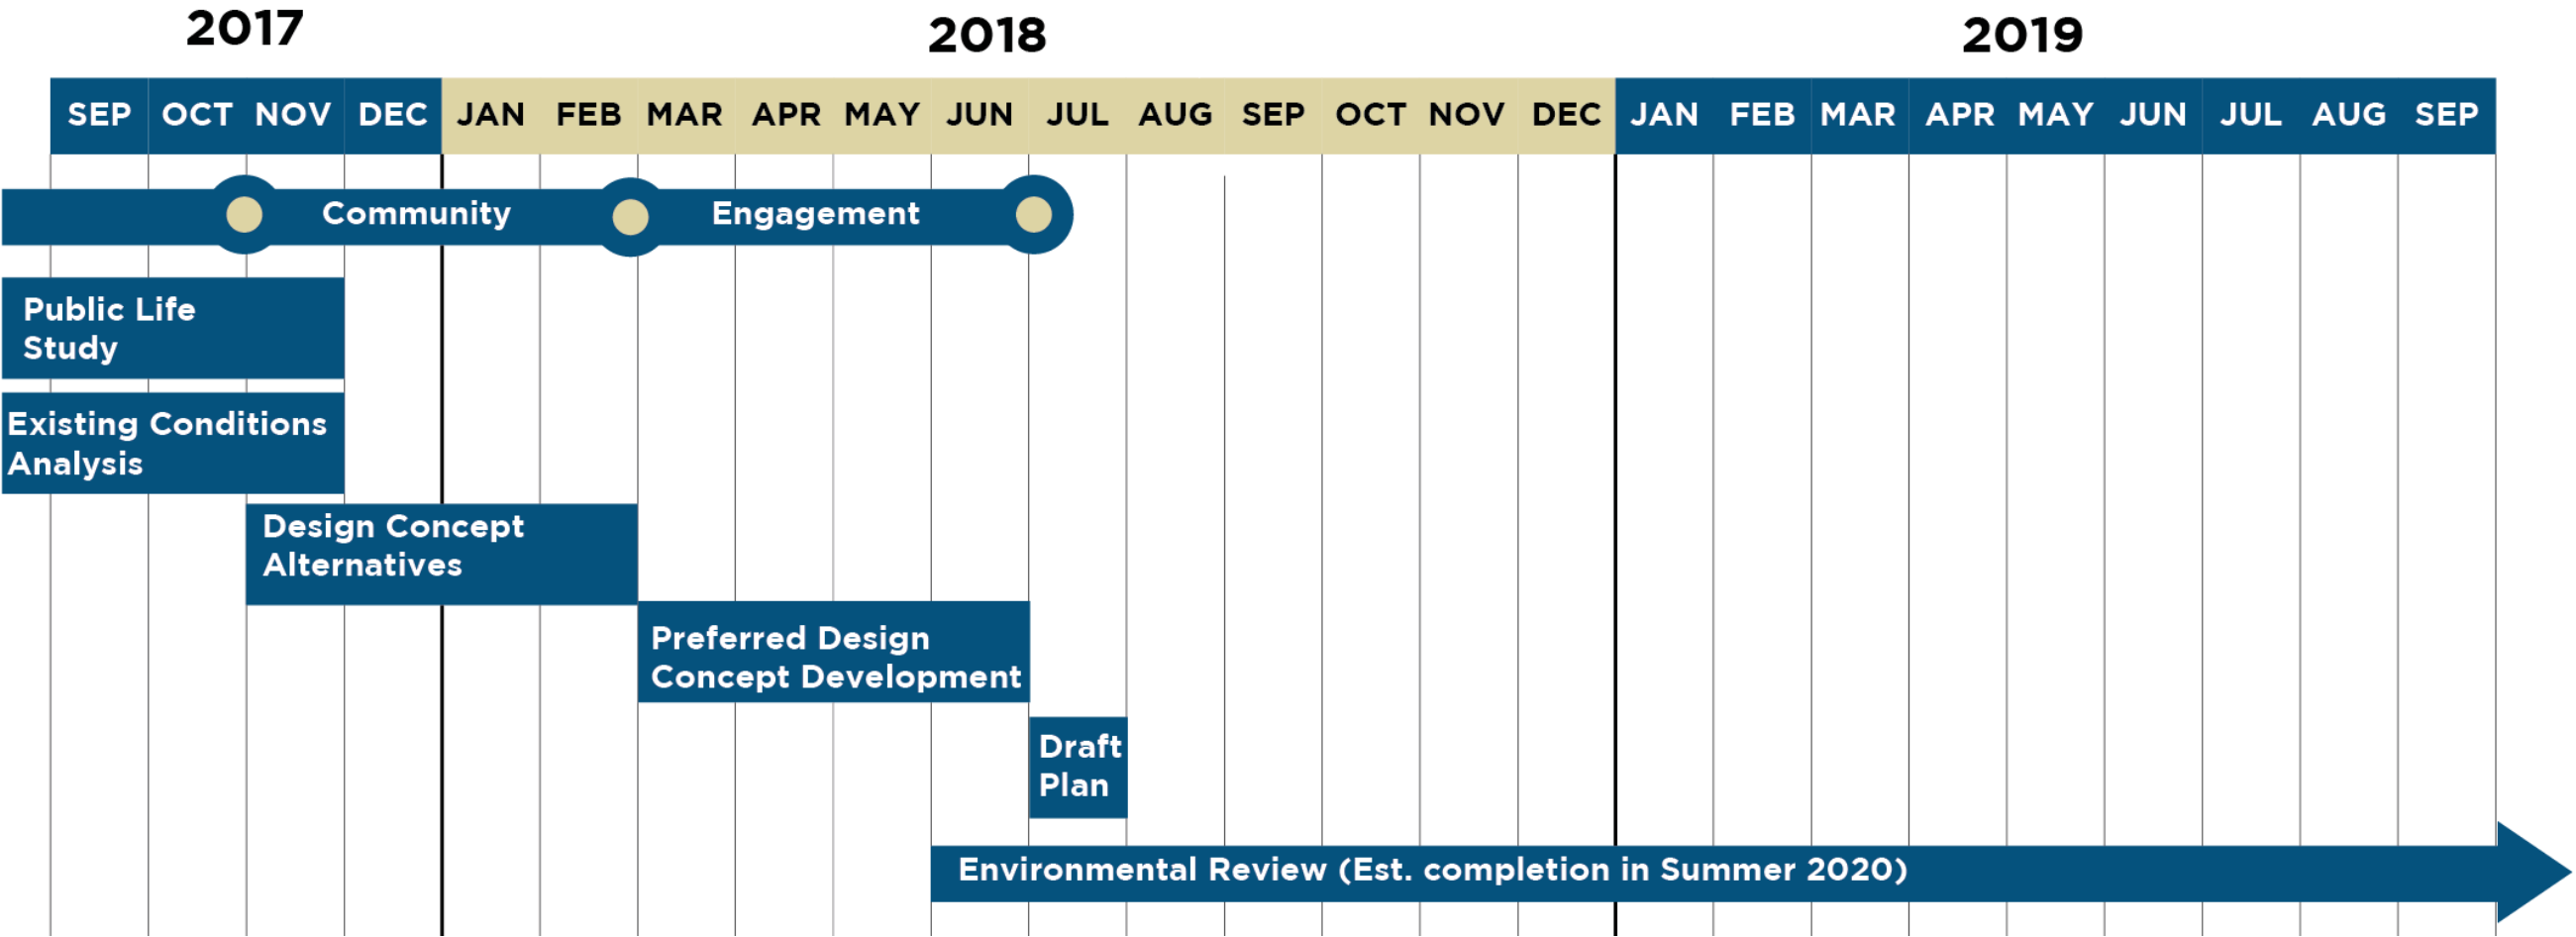 2017 2018 2019
SEP OCT NOV DEC JAN FEB MAR APR MAY JUN JUL AUG SEP OCT NOV DEC JAN FEB MAR APR MAY JUN JUL AUG SEP
Community Engagement
Public Life
Study
Existing Conditions
Analysis
Design Concept
Alternatives
Preferred Design
Concept Development
Draft
Plan
Environmental Review (Est. completion in Summer 2020)